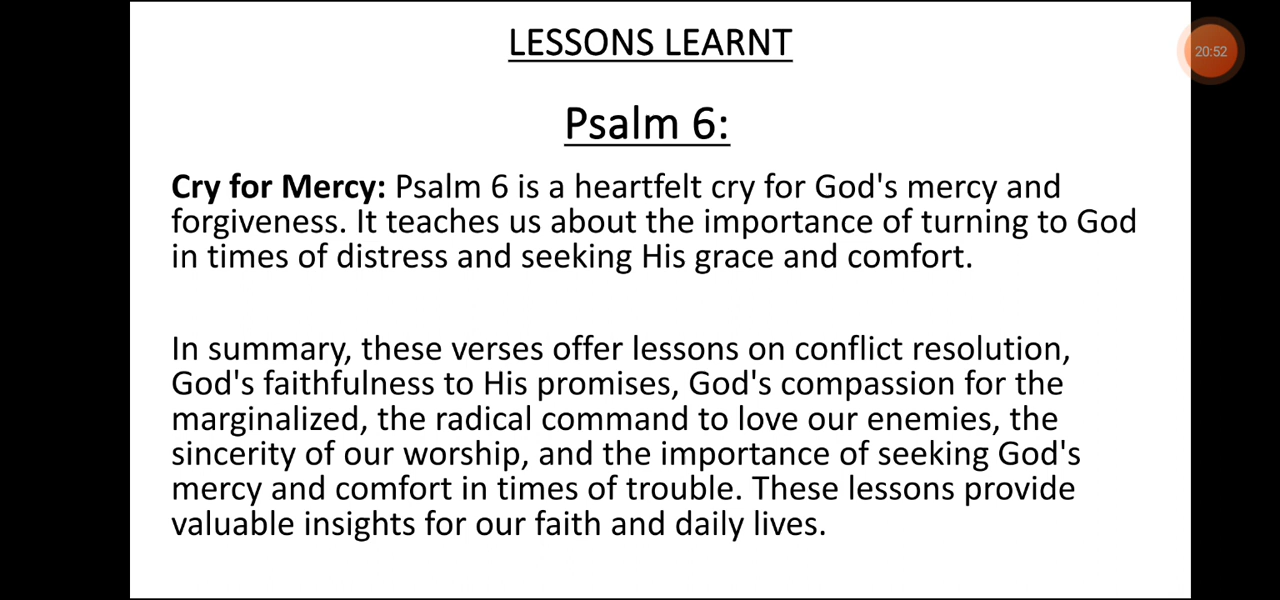 LESSONS LEARNT
20:52
Psalm 6:
Cry for Mercy: Psalm 6 is a heartfelt cry for God's mercy and
forgiveness. It teaches us about the importance of turning to God
in times of distress and seeking His grace and comfort.
In summary, these verses offer lessons on conflict resolution,
God's faithfulness to His promises, God's compassion for the
marginalized, the radical command to love our enemies, the
sincerity of our worship, and the importance of seeking God's
mercy and comfort in times of trouble. These lessons provide
valuable insights for our faith and daily lives.